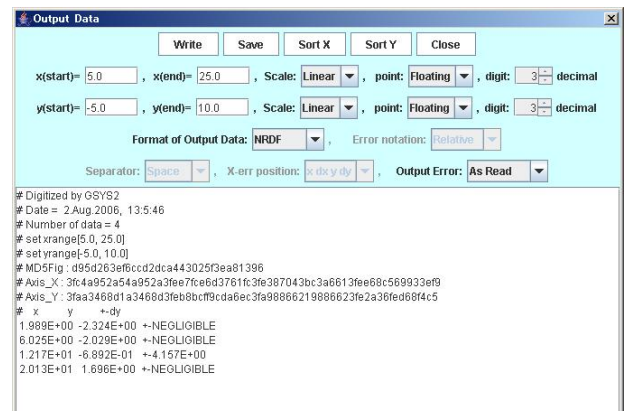 Output Data
Write Save Sort X Sort Y Close
x(start)= 5.0 , x(end)= 25.0 , Scale: Linear , point: Floating , digit: 3 decimal
y(start)= -5.0 , y(end)= 10.0 , Scale: Linear , point: Floating , digit: 3 decimal
Format of Output Data: NRDF , Error notation: Relative
Separator: Space , X-err position: x dx y dy , Output Error: As Read
# Digitized by GSYS2
# Date = 2.Aug.2006, 13:5:46
# Number of data = 4
# set xrange[5.0, 25.0]
# set yrange[-5.0, 10.0]
# MD5Fig : d95d263ef6ccd2dca443025f3ea81396
# Axis_X : 3fc4a952a54a952a3fee7fce6d3761fc3fe387043bc3a6613fee68c569933ef9
# Axis_Y : 3faa3468d1a3468d3feb8bcff9cda6ec3fa98866219886623fe2a36fed68f4c5
# x y +-dy
1.989E+00 -2.324E+00 +-NEGLIGIBLE
6.025E+00 -2.029E+00 +-NEGLIGIBLE
1.217E+01 -6.892E-01 +-4.157E+00
2.013E+01 1.696E+00 +-NEGLIGIBLE